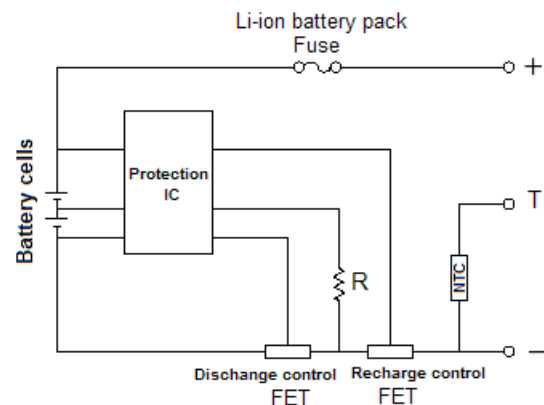 Li-ion battery pack
Fuse
+
Battery cells
Protection
IC
T
R
NTC
−
Dischange control
FET
Recharge control
FET